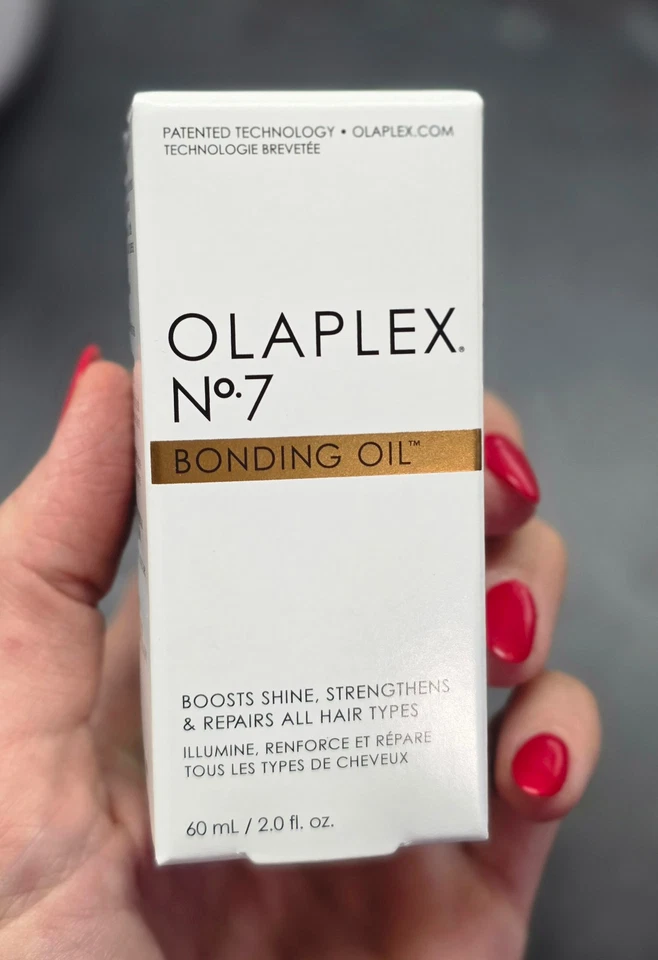 PATENTED TECHNOLOGY • OLAPLEX.COM
TECHNOLOGIE BREVETÉE
OLAPLEX®
Nº.7
BONDING OIL™
BOOSTS SHINE, STRENGTHENS
& REPAIRS ALL HAIR TYPES
ILLUMINE, RENFORCE ET RÉPARE
TOUS LES TYPES DE CHEVEUX
60 mL / 2.0 fl. oz.